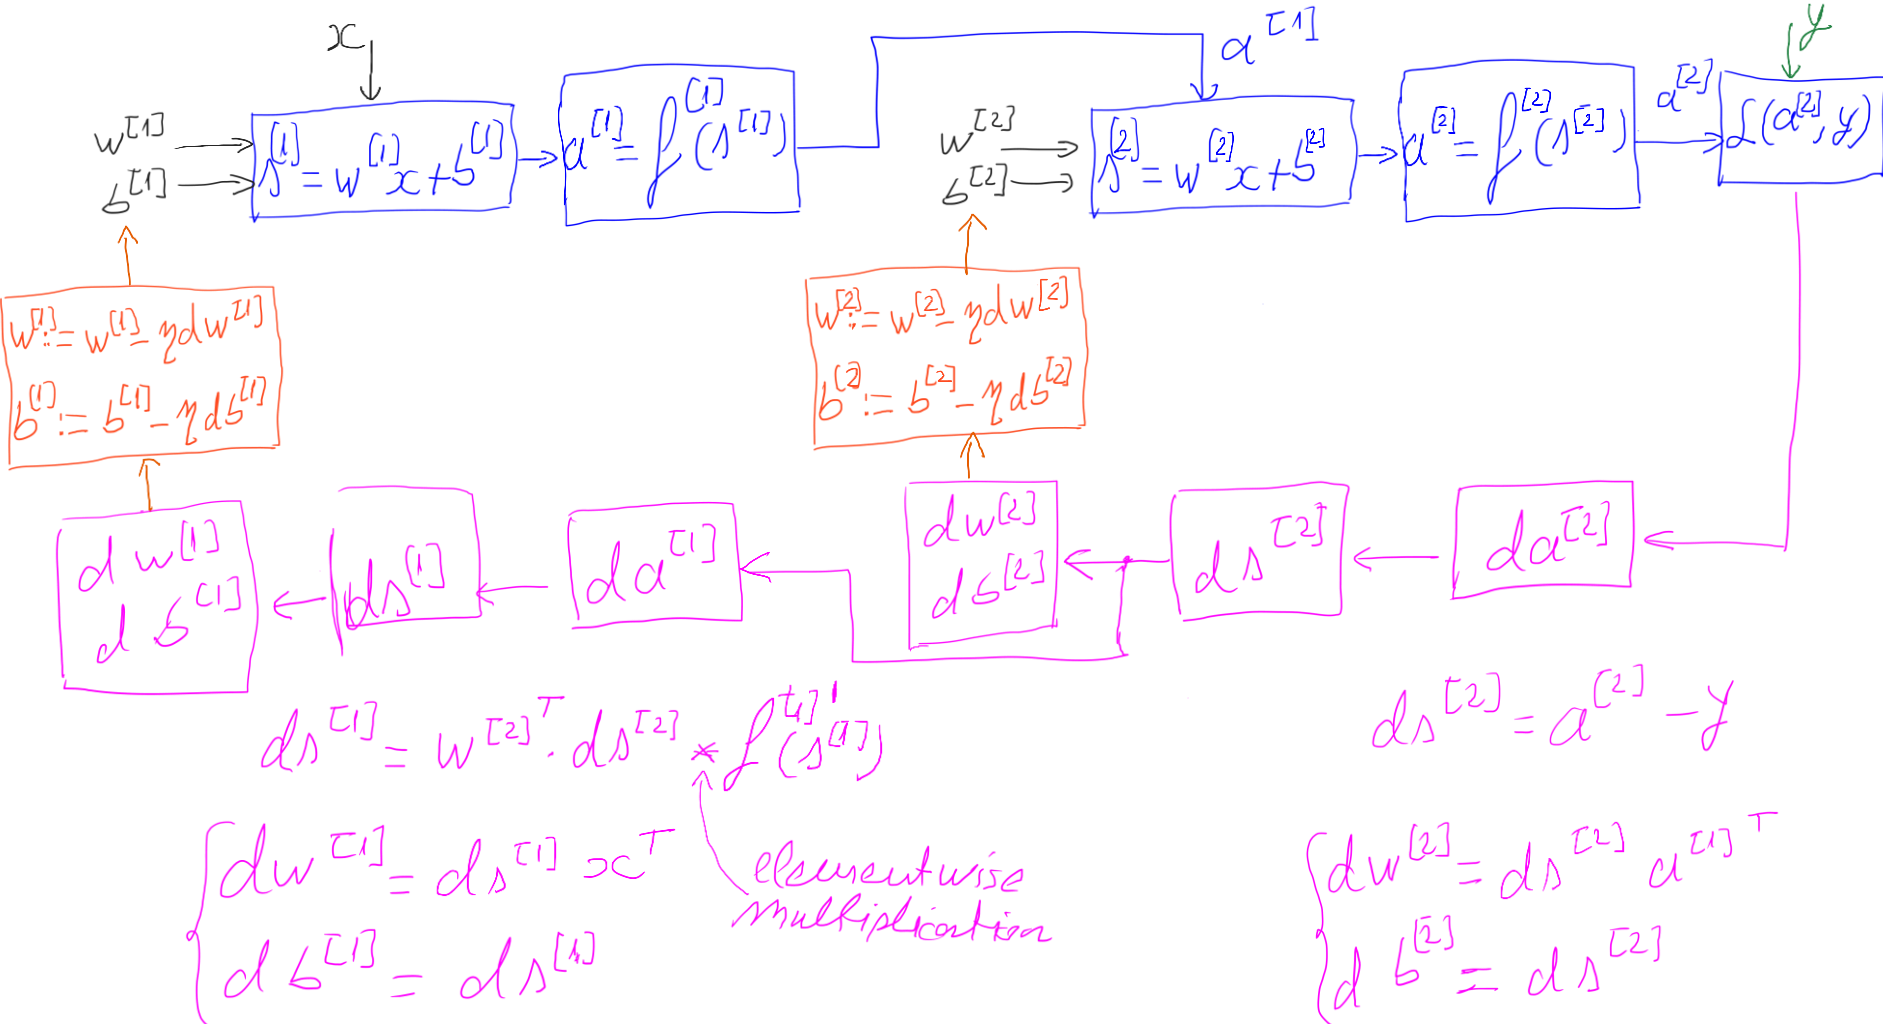 x
a^[1]
y
w^[1]
b^[1]
s^[1] = w^[1]x + b^[1]
a^[1] = f^[1](s^[1])
w^[2]
b^[2]
s^[2] = w^[2]x + b^[2]
a^[2] = f^[2](s^[2])
a^[2]
L(a^[2], y)
w^[1] := w^[1] - ηdw^[1]
b^[1] := b^[1] - ηdb^[1]
w^[2] := w^[2] - ηdw^[2]
b^[2] := b^[2] - ηdb^[2]
dw^[1]
db^[1]
ds^[1]
da^[1]
dw^[2]
db^[2]
ds^[2]
da^[2]
ds^[1] = w^[2]T · ds^[2] * f^[1]'(s^[1])
ds^[2] = a^[2] - y
dw^[1] = ds^[1] x^T
db^[1] = ds^[1]
elementwise
multiplication
dw^[2] = ds^[2] a^[1]T
db^[2] = ds^[2]